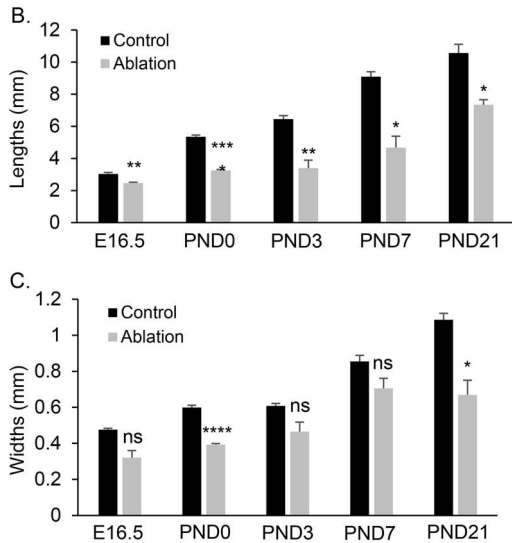 B.
12
10
8
6
4
2
0
Lengths (mm)
Control
Ablation
**
***
*
**
*
*
E16.5 PND0 PND3 PND7 PND21
C.
1.2
1
0.8
0.6
0.4
0.2
0
Widths (mm)
Control
Ablation
ns
****
ns
ns
*
E16.5 PND0 PND3 PND7 PND21